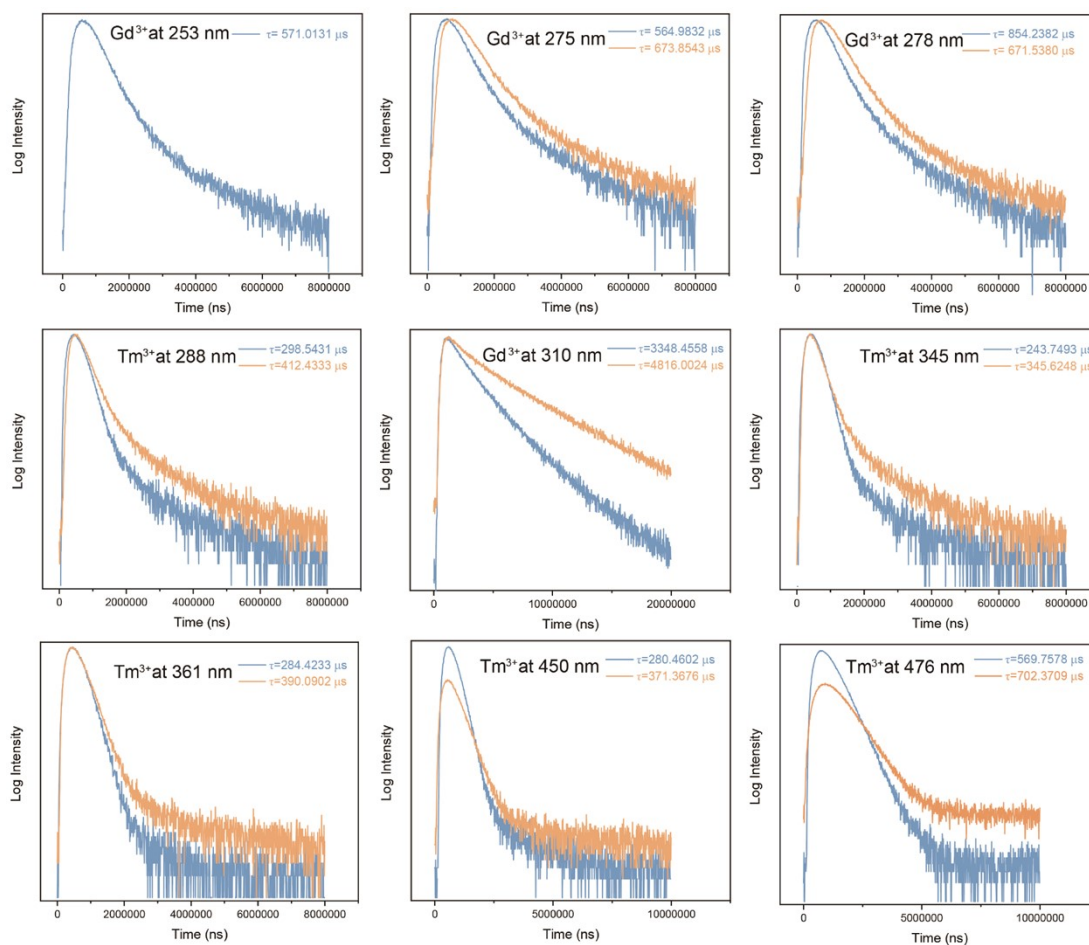 Gd³⁺at 253 nm
τ= 571.0131 μs
Log Intensity
0 2000000 4000000 6000000 8000000
Time (ns)
Gd³⁺at 275 nm
τ= 564.9832 μs
τ= 673.8543 μs
Log Intensity
0 2000000 4000000 6000000 8000000
Time (ns)
Gd³⁺at 278 nm
τ= 854.2382 μs
τ= 671.5380 μs
Log Intensity
0 2000000 4000000 6000000 8000000
Time (ns)
Tm³⁺at 288 nm
τ=298.5431 μs
τ=412.4333 μs
Log Intensity
0 2000000 4000000 6000000 8000000
Time (ns)
Gd³⁺at 310 nm
τ=3348.4558 μs
τ=4816.0024 μs
Log Intensity
0 10000000 20000000
Time (ns)
Tm³⁺at 345 nm
τ=243.7493 μs
τ=345.6248 μs
Log Intensity
0 2000000 4000000 6000000 8000000
Time (ns)
Tm³⁺at 361 nm
τ=284.4233 μs
τ=390.0902 μs
Log Intensity
0 2000000 4000000 6000000 8000000
Time (ns)
Tm³⁺at 450 nm
τ=280.4602 μs
τ=371.3676 μs
Log Intensity
0 5000000 10000000
Time (ns)
Tm³⁺at 476 nm
τ=569.7578 μs
τ=702.3709 μs
Log Intensity
0 5000000 10000000
Time (ns)